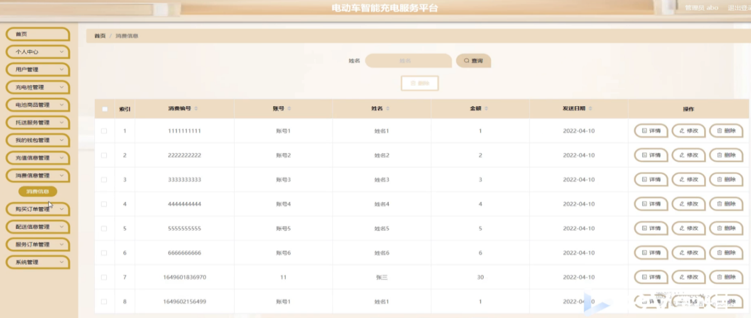 电动车智能充电服务平台
首页
个人中心
用户管理
充电桩管理
电池商品管理
托送服务管理
我的钱包管理
充值信息管理
消费信息管理
消费信息
购买订单管理
配送信息管理
服务订单管理
系统管理
首页 / 消费信息
姓名 姓名 查询
删除
索引 消费编号 账号 姓名 金额 发送日期 操作
1 1111111111 账号1 姓名1 1 2022-04-10 详情 修改 删除
2 2222222222 账号2 姓名2 2 2022-04-10 详情 修改 删除
3 3333333333 账号3 姓名3 3 2022-04-10 详情 修改 删除
4 4444444444 账号4 姓名4 4 2022-04-10 详情 修改 删除
5 5555555555 账号5 姓名5 5 2022-04-10 详情 修改 删除
6 6666666666 账号6 姓名6 6 2022-04-10 详情 修改 删除
7 1649601836970 11 张三 30 2022-04-10 详情 修改 删除
8 1649602156499 账号1 姓名1 1 2022-04-10